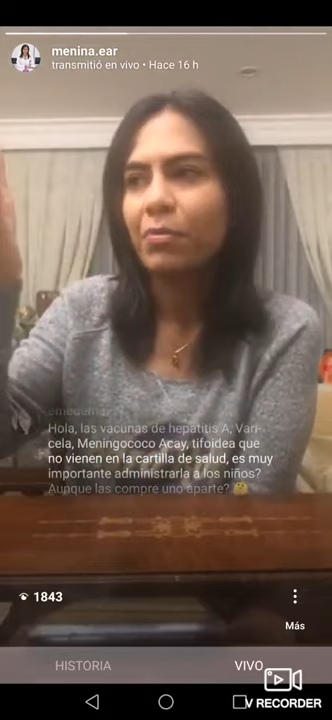 menina.ear
transmitió en vivo • Hace 16 h
Hola, las vacunas de hepatitis A, Vari-
cela, Meningococo Acay, tifoidea que
no vienen en la cartilla de salud, es muy
importante administrarla a los niños?
Aunque las compre uno aparte? 🤔
1843
Más
HISTORIA
VIVO
V RECORDER